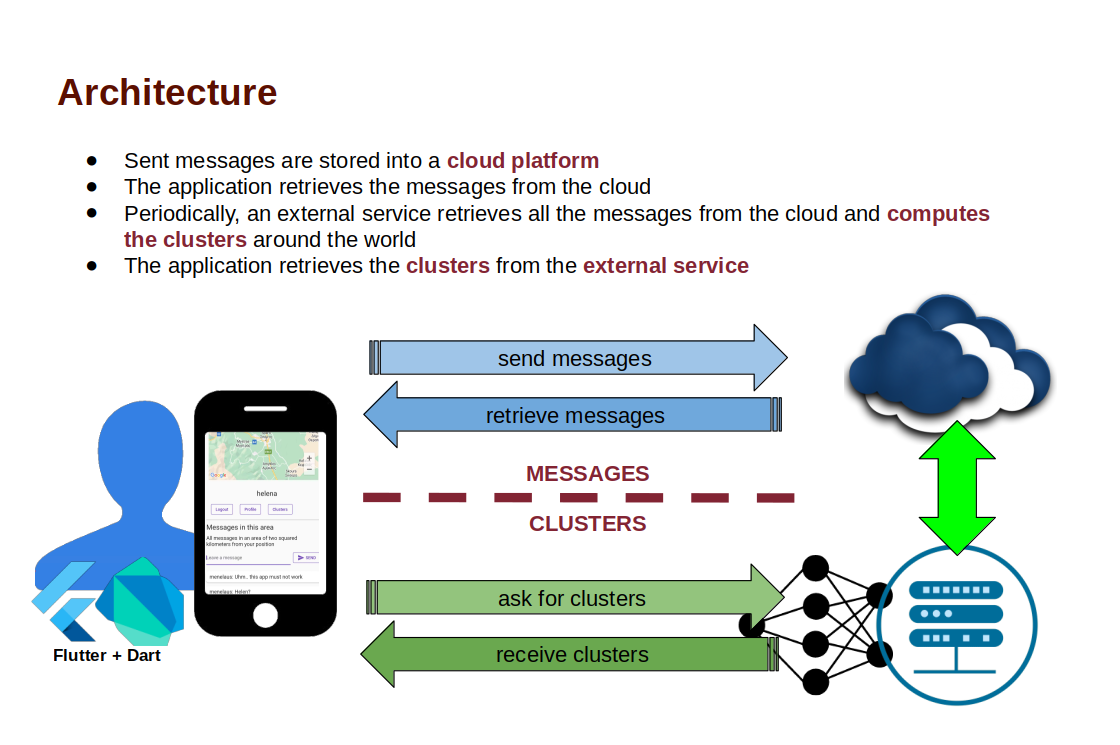 Architecture
● Sent messages are stored into a cloud platform
● The application retrieves the messages from the cloud
● Periodically, an external service retrieves all the messages from the cloud and computes
the clusters around the world
● The application retrieves the clusters from the external service
send messages
retrieve messages
MESSAGES
CLUSTERS
ask for clusters
receive clusters
Google
helena
Logout Profile Clusters
Messages in this area
All messages in an area of two squared
kilometers from your position
Leave a message SEND
menelaus: Uhm.. this app must not work
menelaus: Helen?
Flutter + Dart